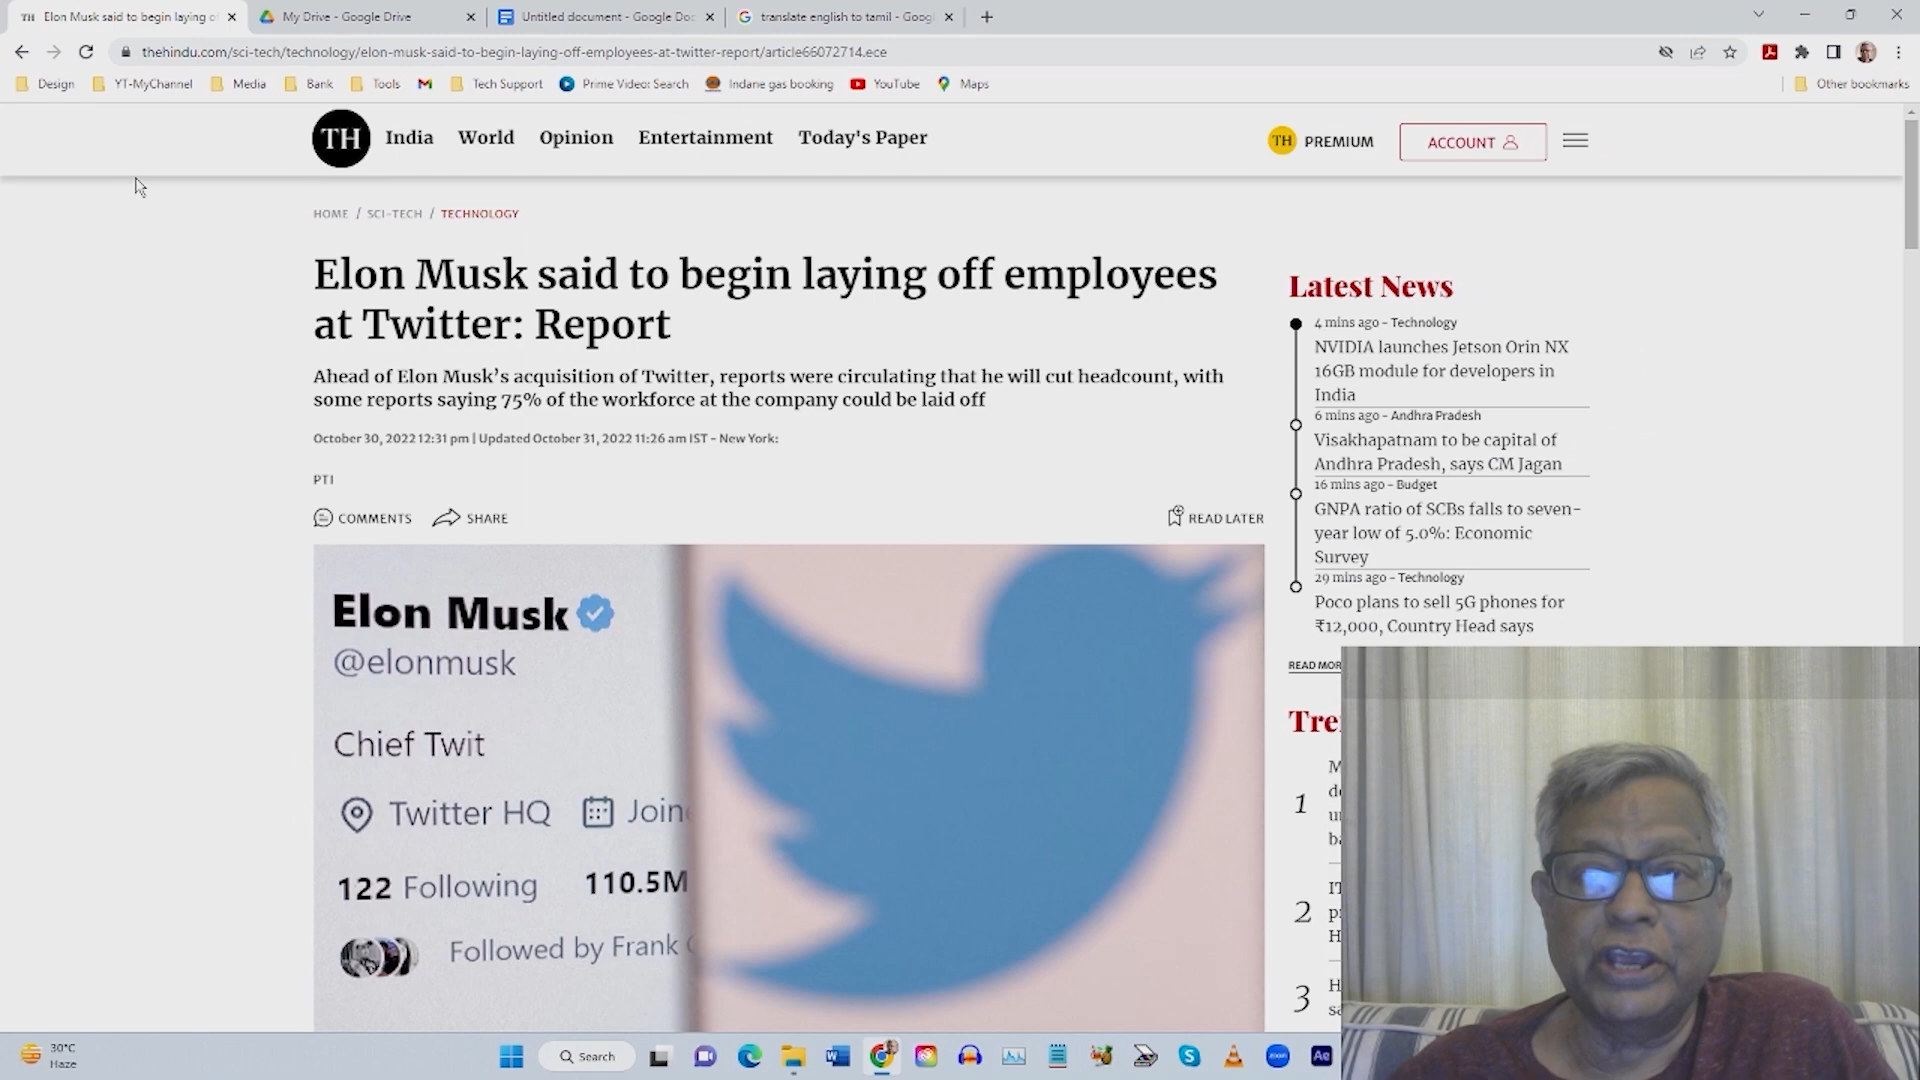 Elon Musk said to begin laying o
My Drive - Google Drive
Untitled document - Google Doc
translate english to tamil - Goog
thehindu.com/sci-tech/technology/elon-musk-said-to-begin-laying-off-employees-at-twitter-report/article66072714.ece
Design
YT-MyChannel
Media
Bank
Tools
Tech Support
Prime Video: Search
Indane gas booking
YouTube
Maps
Other bookmarks
TH
India
World
Opinion
Entertainment
Today's Paper
TH PREMIUM
ACCOUNT
HOME / SCI-TECH / TECHNOLOGY
Elon Musk said to begin laying off employees
at Twitter: Report
Ahead of Elon Musk’s acquisition of Twitter, reports were circulating that he will cut headcount, with
some reports saying 75% of the workforce at the company could be laid off
October 30, 2022 12:31 pm | Updated October 31, 2022 11:26 am IST - New York:
PTI
COMMENTS
SHARE
READ LATER
Elon Musk
@elonmusk
Chief Twit
Twitter HQ
Joine
122 Following
110.5M
Followed by Frank
Latest News
4 mins ago - Technology
NVIDIA launches Jetson Orin NX
16GB module for developers in
India
6 mins ago - Andhra Pradesh
Visakhapatnam to be capital of
Andhra Pradesh, says CM Jagan
16 mins ago - Budget
GNPA ratio of SCBs falls to seven-
year low of 5.0%: Economic
Survey
29 mins ago - Technology
Poco plans to sell 5G phones for
₹12,000, Country Head says
READ MOR
Tre
1
2
3
30°C
Haze
Search
zoom
Ae